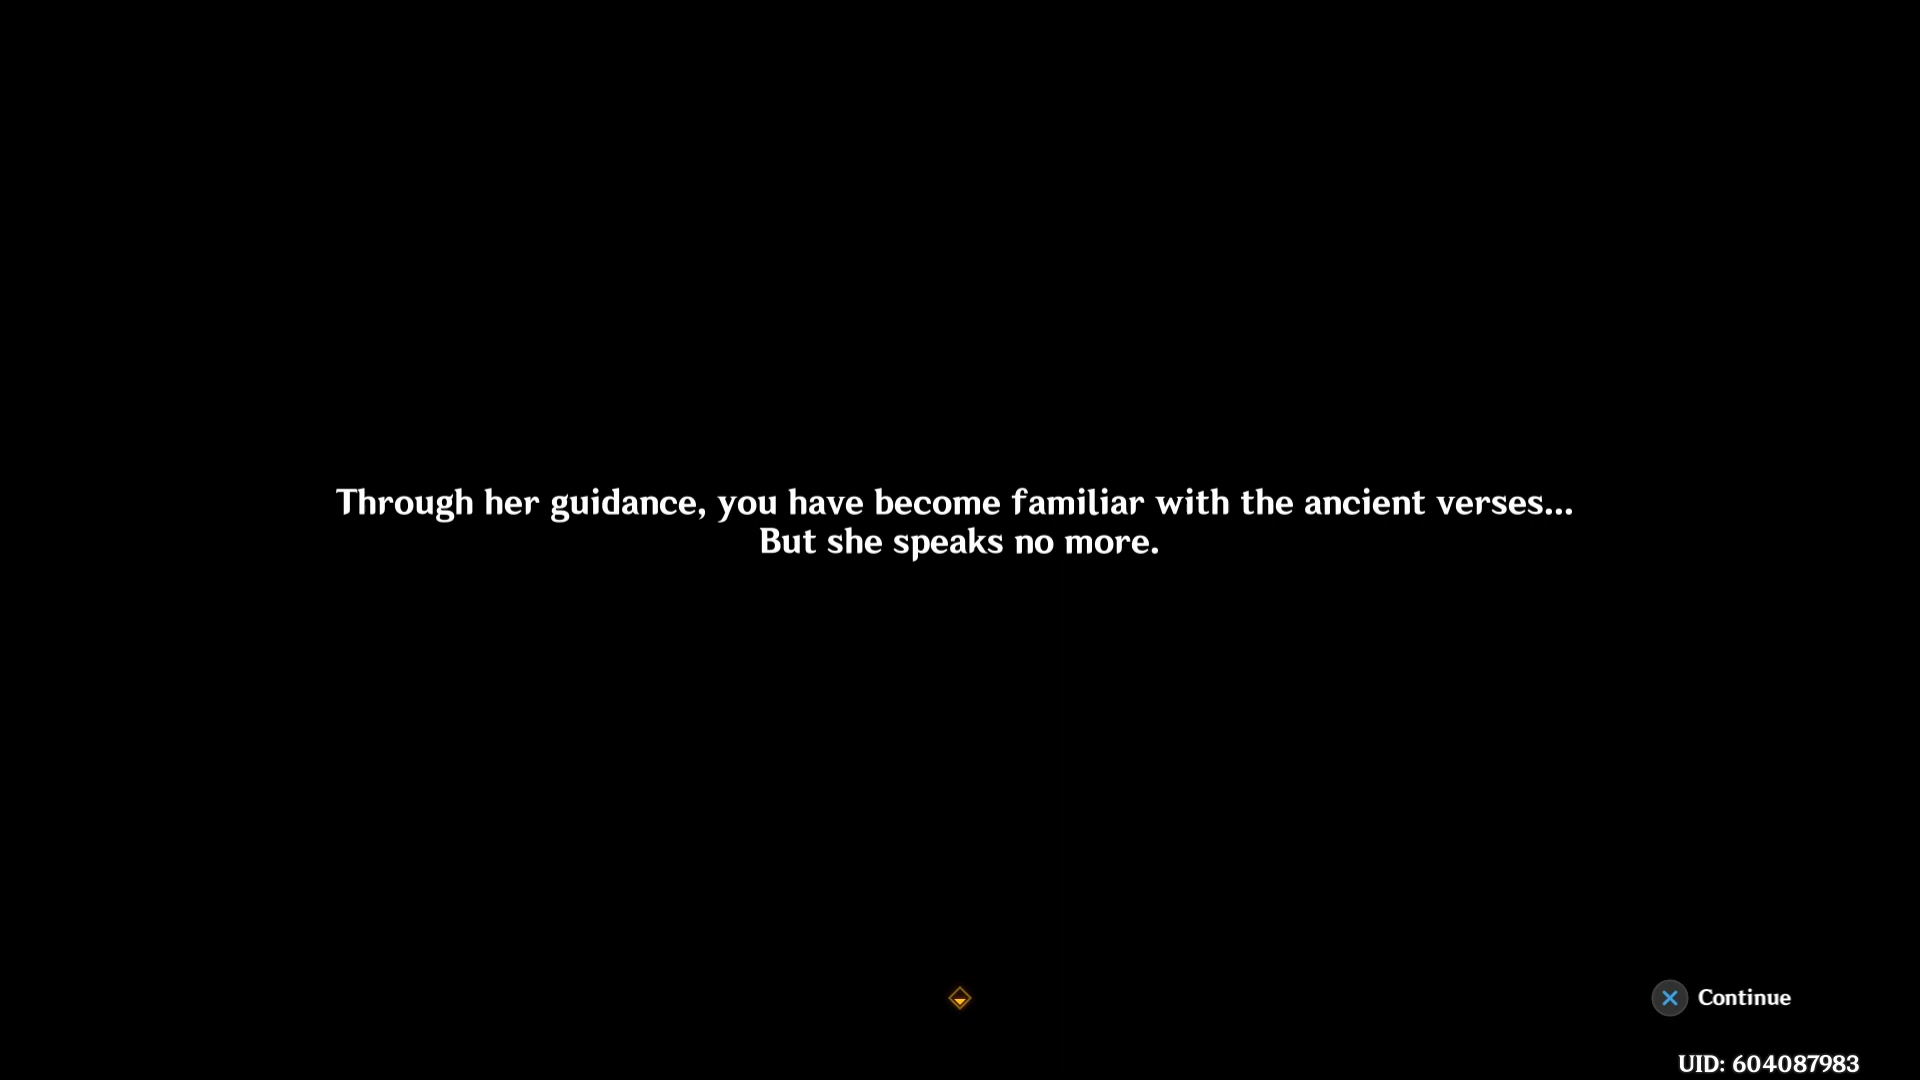 Through her guidance, you have become familiar with the ancient verses...
But she speaks no more.
Continue
UID: 604087983